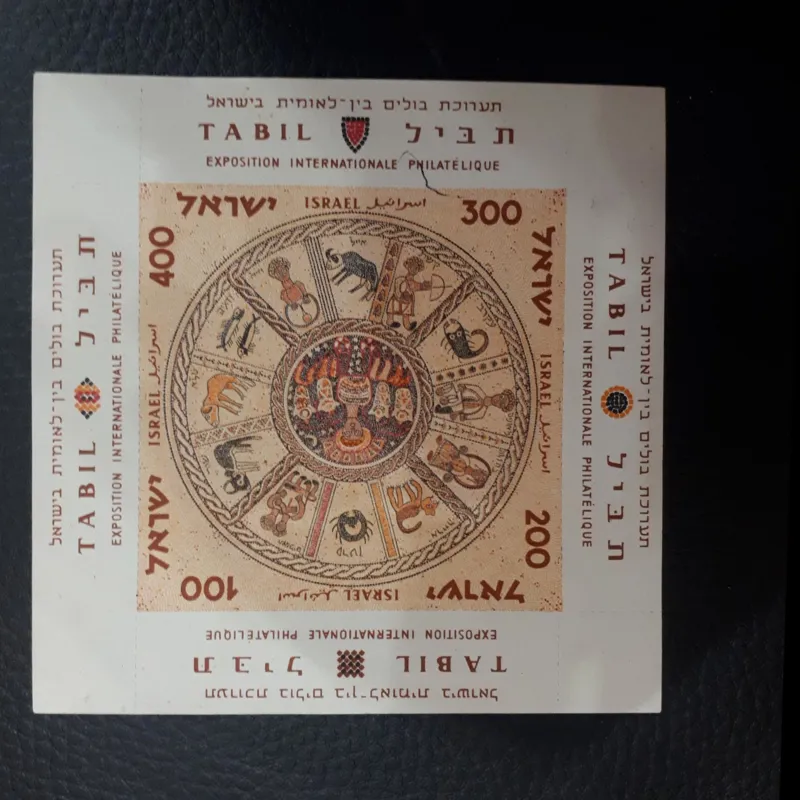 תערוכת בולים בין-לאומית בישראל
TABIL תביל
EXPOSITION INTERNATIONALE PHILATÉLIQUE
ישראל ISRAEL اسرائيل 300
ישראל ISRAEL اسرائيل 200
ישראל ISRAEL اسرائيل 100
ישראל ISRAEL اسرائيل 400
תערוכת בולים בין-לאומית בישראל
TABIL תביל
EXPOSITION INTERNATIONALE PHILATÉLIQUE
תערוכת בולים בין-לאומית בישראל
TABIL תביל
EXPOSITION INTERNATIONALE PHILATÉLIQUE
תערוכת בולים בין-לאומית בישראל
TABIL תביל
EXPOSITION INTERNATIONALE PHILATÉLIQUE